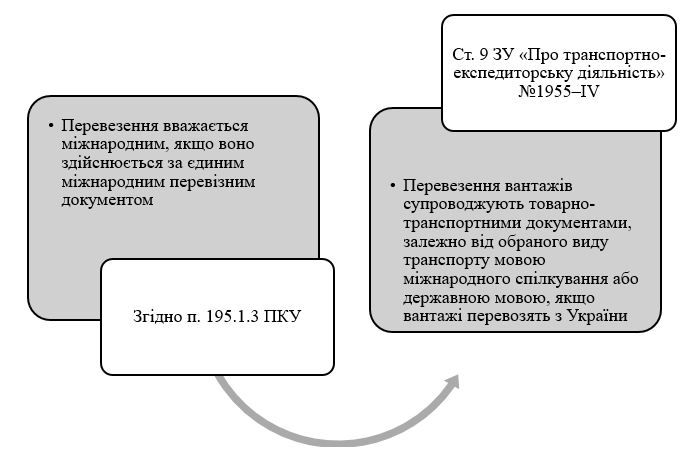 • Перевезення вважається
міжнародним, якщо воно
здійснюється за єдиним
міжнародним перевізним
документом
Згідно п. 195.1.3 ПКУ
Ст. 9 ЗУ «Про транспортно-
експедиторську діяльність»
№1955–IV
• Перевезення вантажів
супроводжують товарно-
транспортними документами,
залежно від обраного виду
транспорту мовою
міжнародного спілкування або
державною мовою, якщо
вантажі перевозять з України